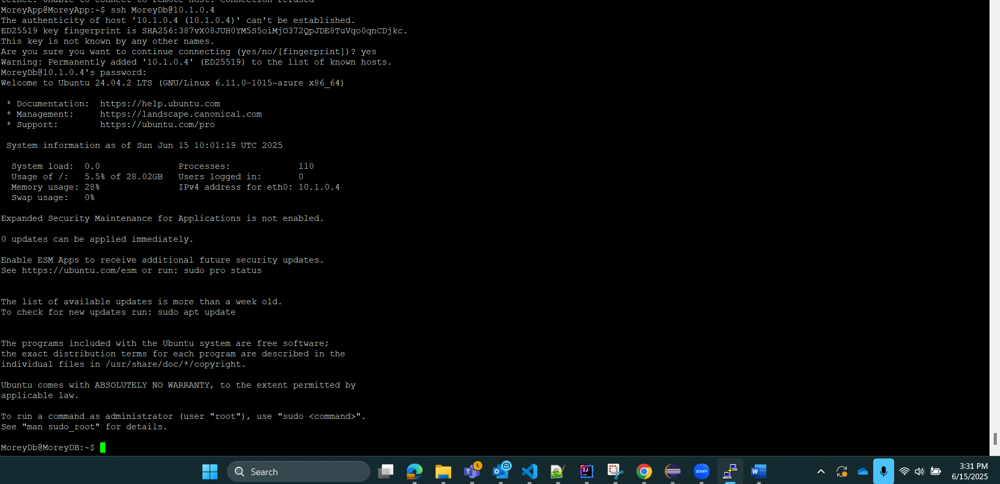 telnet: Unable to connect to remote host: Connection refused
MoreyApp@MoreyApp:~$ ssh MoreyDb@10.1.0.4
The authenticity of host '10.1.0.4 (10.1.0.4)' can't be established.
ED25519 key fingerprint is SHA256:387vX08JUH0YM5S5oiMjO372QpJDE8TuVqo0qnCDjkc.
This key is not known by any other names.
Are you sure you want to continue connecting (yes/no/[fingerprint])? yes
Warning: Permanently added '10.1.0.4' (ED25519) to the list of known hosts.
MoreyDb@10.1.0.4's password:
Welcome to Ubuntu 24.04.2 LTS (GNU/Linux 6.11.0-1015-azure x86_64)
* Documentation:  https://help.ubuntu.com
* Management:     https://landscape.canonical.com
* Support:        https://ubuntu.com/pro
System information as of Sun Jun 15 10:01:19 UTC 2025
System load:  0.0               Processes:             110
Usage of /:   5.5% of 28.02GB   Users logged in:       0
Memory usage: 28%               IPv4 address for eth0: 10.1.0.4
Swap usage:   0%
Expanded Security Maintenance for Applications is not enabled.
0 updates can be applied immediately.
Enable ESM Apps to receive additional future security updates.
See https://ubuntu.com/esm or run: sudo pro status
The list of available updates is more than a week old.
To check for new updates run: sudo apt update
The programs included with the Ubuntu system are free software;
the exact distribution terms for each program are described in the
individual files in /usr/share/doc/*/copyright.
Ubuntu comes with ABSOLUTELY NO WARRANTY, to the extent permitted by
applicable law.
To run a command as administrator (user "root"), use "sudo <command>".
See "man sudo_root" for details.
MoreyDb@MoreyDB:~$
Search
zoom
3:31 PM
6/15/2025